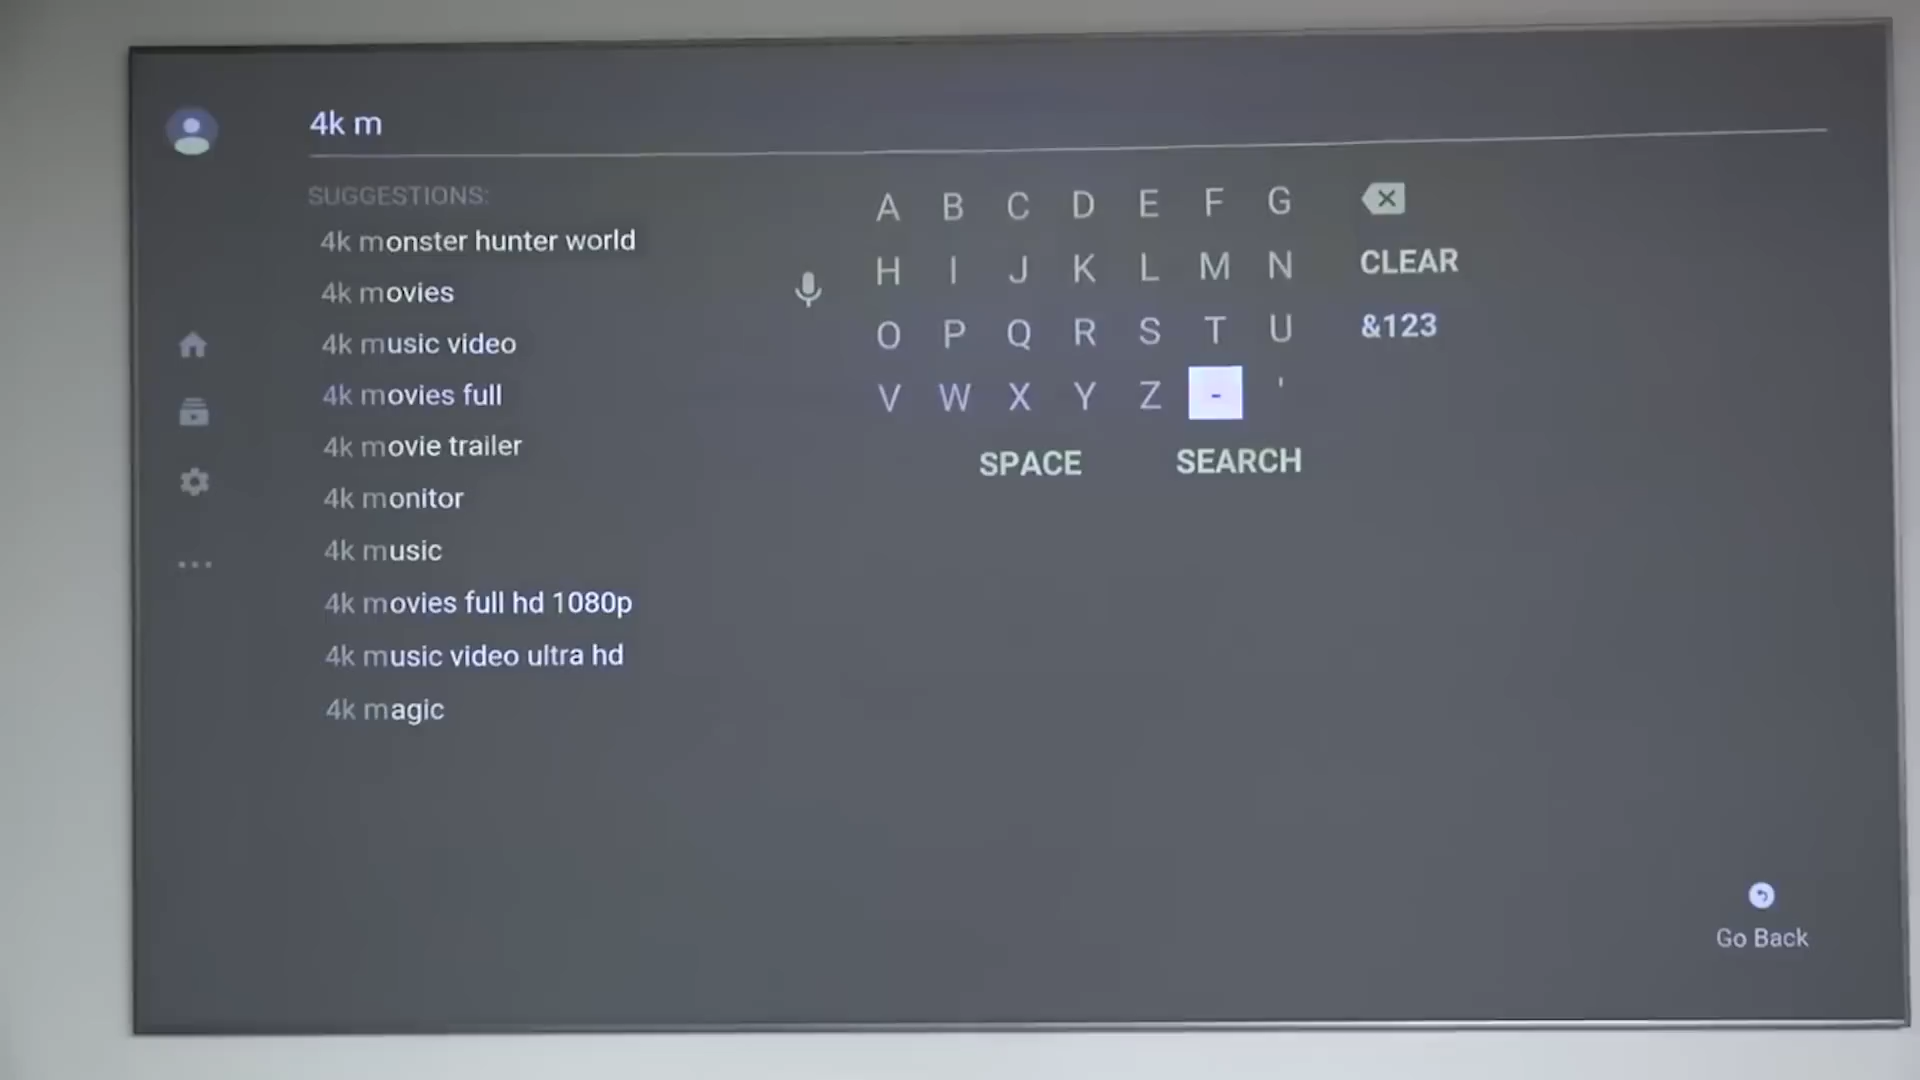 4k m
SUGGESTIONS:
4k monster hunter world
4k movies
4k music video
4k movies full
4k movie trailer
4k monitor
4k music
4k movies full hd 1080p
4k music video ultra hd
4k magic
A B C D E F G
H I J K L M N
O P Q R S T U
V W X Y Z - '
SPACE SEARCH
CLEAR
&123
Go Back